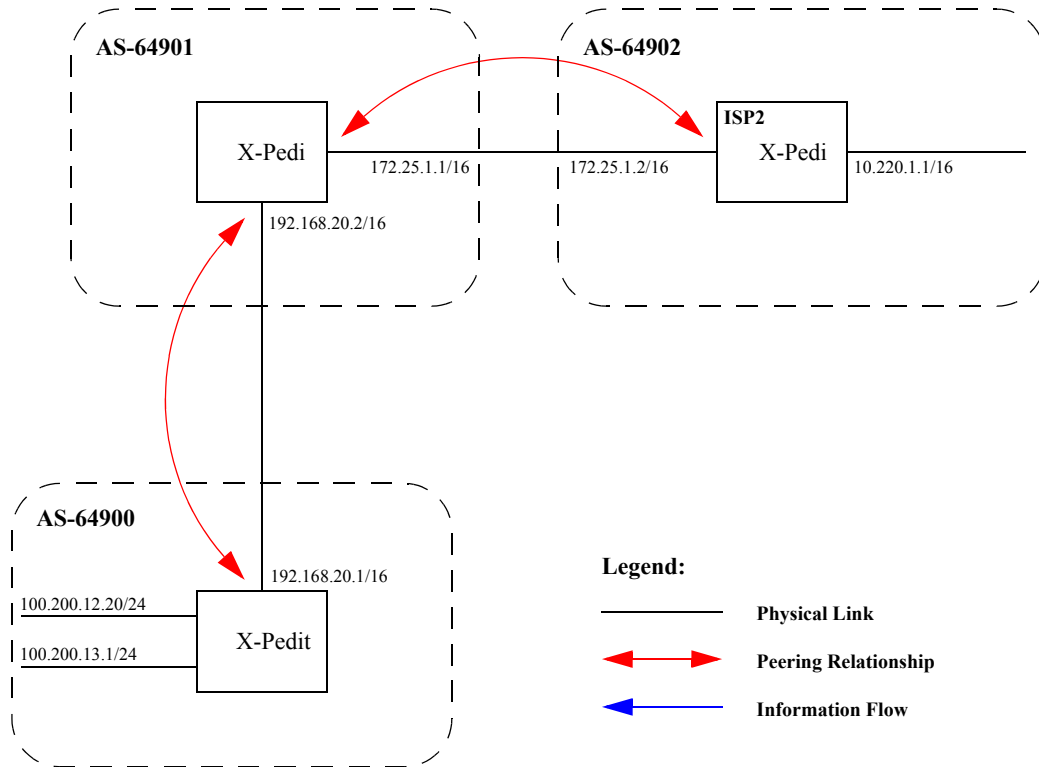 AS-64901
AS-64902
ISP2
X-Pedi
X-Pedi
172.25.1.1/16
172.25.1.2/16
10.220.1.1/16
192.168.20.2/16
AS-64900
192.168.20.1/16
100.200.12.20/24
X-Pedit
100.200.13.1/24
Legend:
Physical Link
Peering Relationship
Information Flow